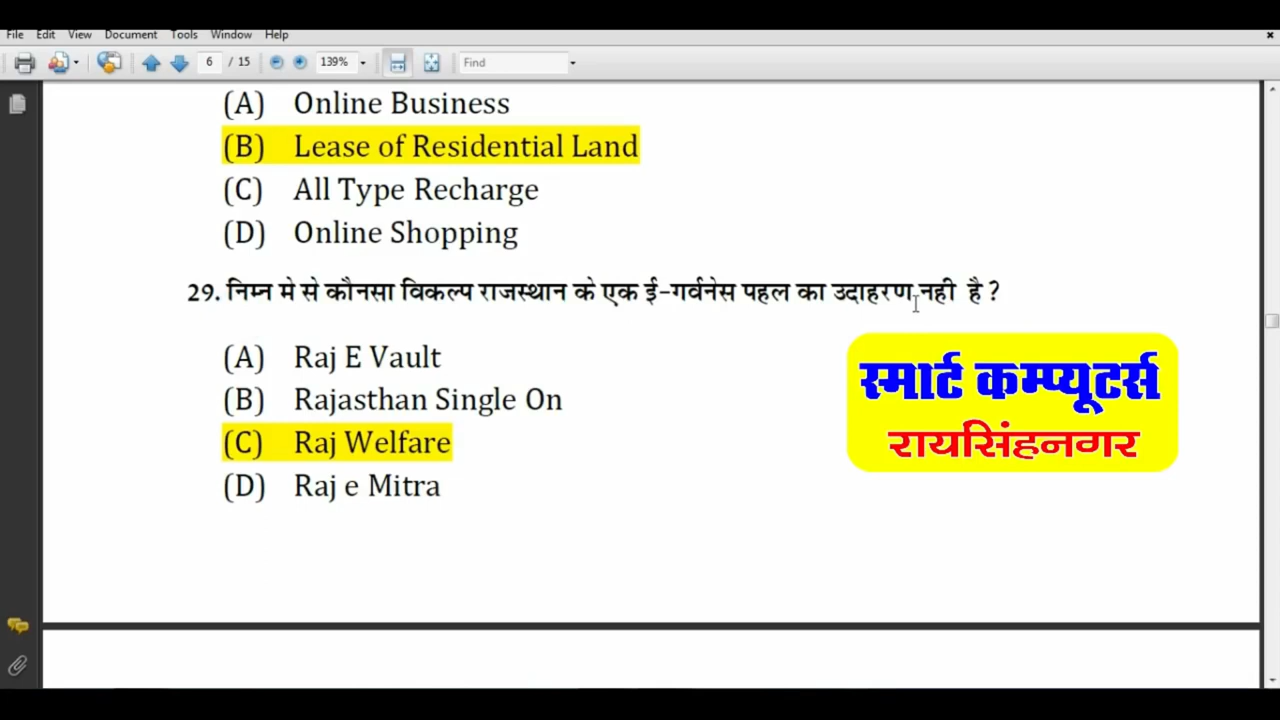 File Edit View Document Tools Window Help
6 / 15 139% Find
(A) Online Business
(B) Lease of Residential Land
(C) All Type Recharge
(D) Online Shopping
29. निम्न मे से कौनसा विकल्प राजस्थान के एक ई-गर्वनेस पहल का उदाहरण नही है ?
(A) Raj E Vault
(B) Rajasthan Single On
(C) Raj Welfare
(D) Raj e Mitra
स्मार्ट कम्प्यूटर्स
रायसिंहनगर